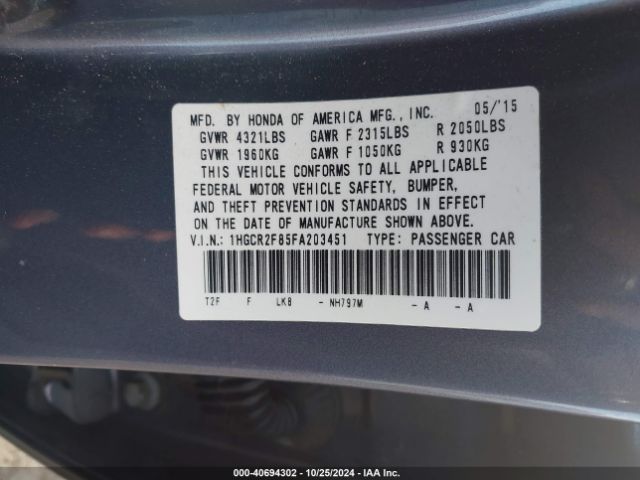 MFD. BY HONDA OF AMERICA MFG., INC. 05/'15
GVWR 4321LBS GAWR F 2315LBS R 2050LBS
GVWR 1960KG GAWR F 1050KG R 930KG
THIS VEHICLE CONFORMS TO ALL APPLICABLE
FEDERAL MOTOR VEHICLE SAFETY, BUMPER,
AND THEFT PREVENTION STANDARDS IN EFFECT
ON THE DATE OF MANUFACTURE SHOWN ABOVE.
V.I.N.: 1HGCR2F85FA203451 TYPE: PASSENGER CAR
T2F F LK8 - NH797M - A - A
000-40694302 - 10/25/2024 - IAA Inc.